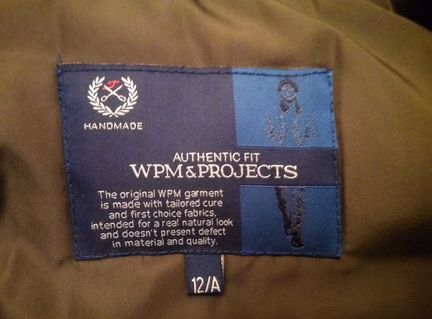 HANDMADE
AUTHENTIC FIT
WPM&PROJECTS
The original WPM garment
is made with tailored cure
and first choice fabrics,
intended for a real natural look
and doesn't present defect
in material and quality.
12/A